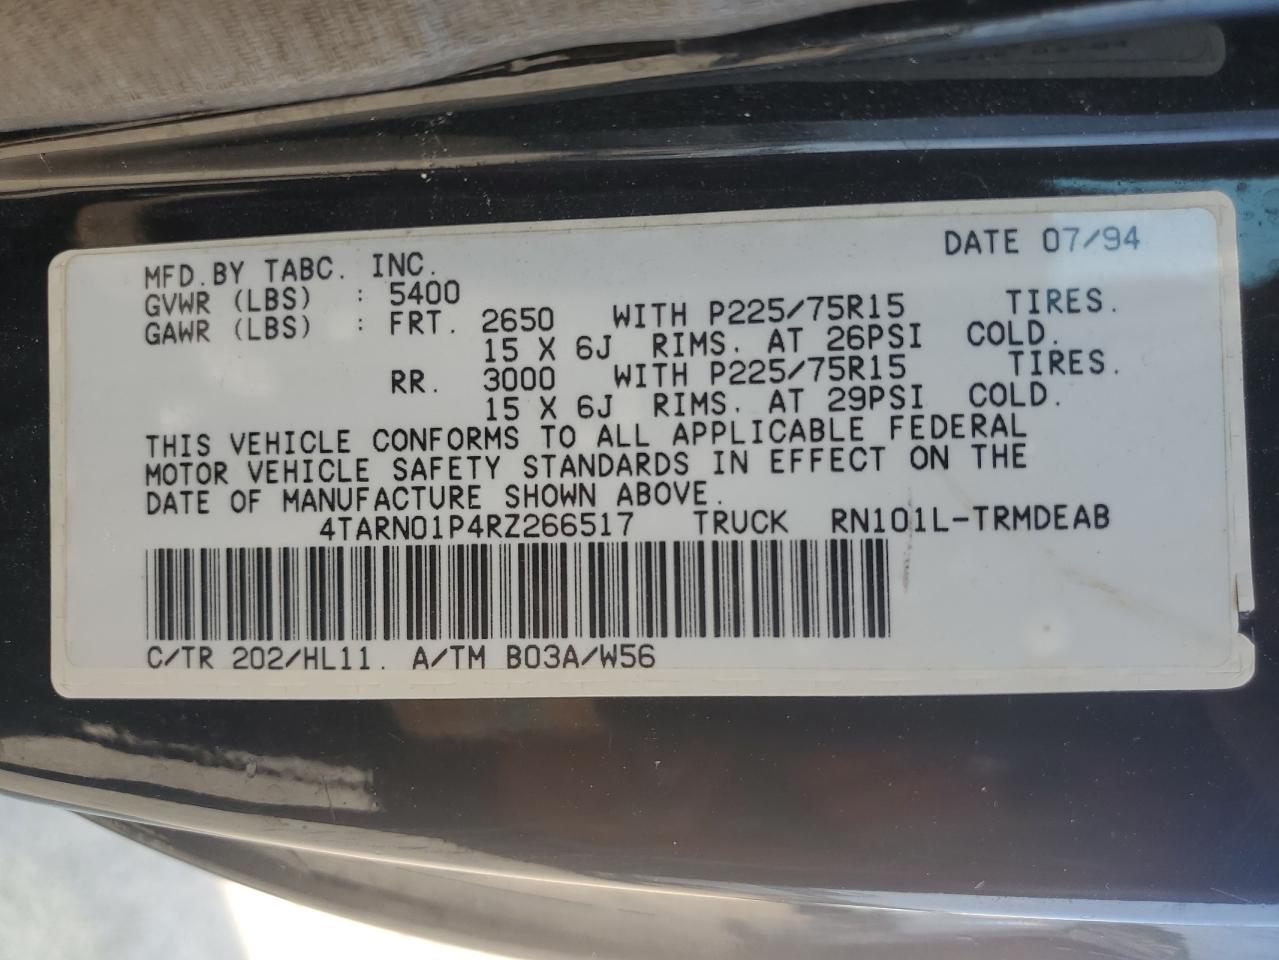 DATE 07/94
MFD.BY TABC. INC.
GVWR (LBS) : 5400
GAWR (LBS) : FRT. 2650 WITH P225/75R15 TIRES.
15 X 6J RIMS. AT 26PSI COLD.
RR. 3000 WITH P225/75R15 TIRES.
15 X 6J RIMS. AT 29PSI COLD.
THIS VEHICLE CONFORMS TO ALL APPLICABLE FEDERAL
MOTOR VEHICLE SAFETY STANDARDS IN EFFECT ON THE
DATE OF MANUFACTURE SHOWN ABOVE.
4TARN01P4RZ266517 TRUCK RN101L-TRMDEAB
C/TR 202/HL11. A/TM B03A/W56